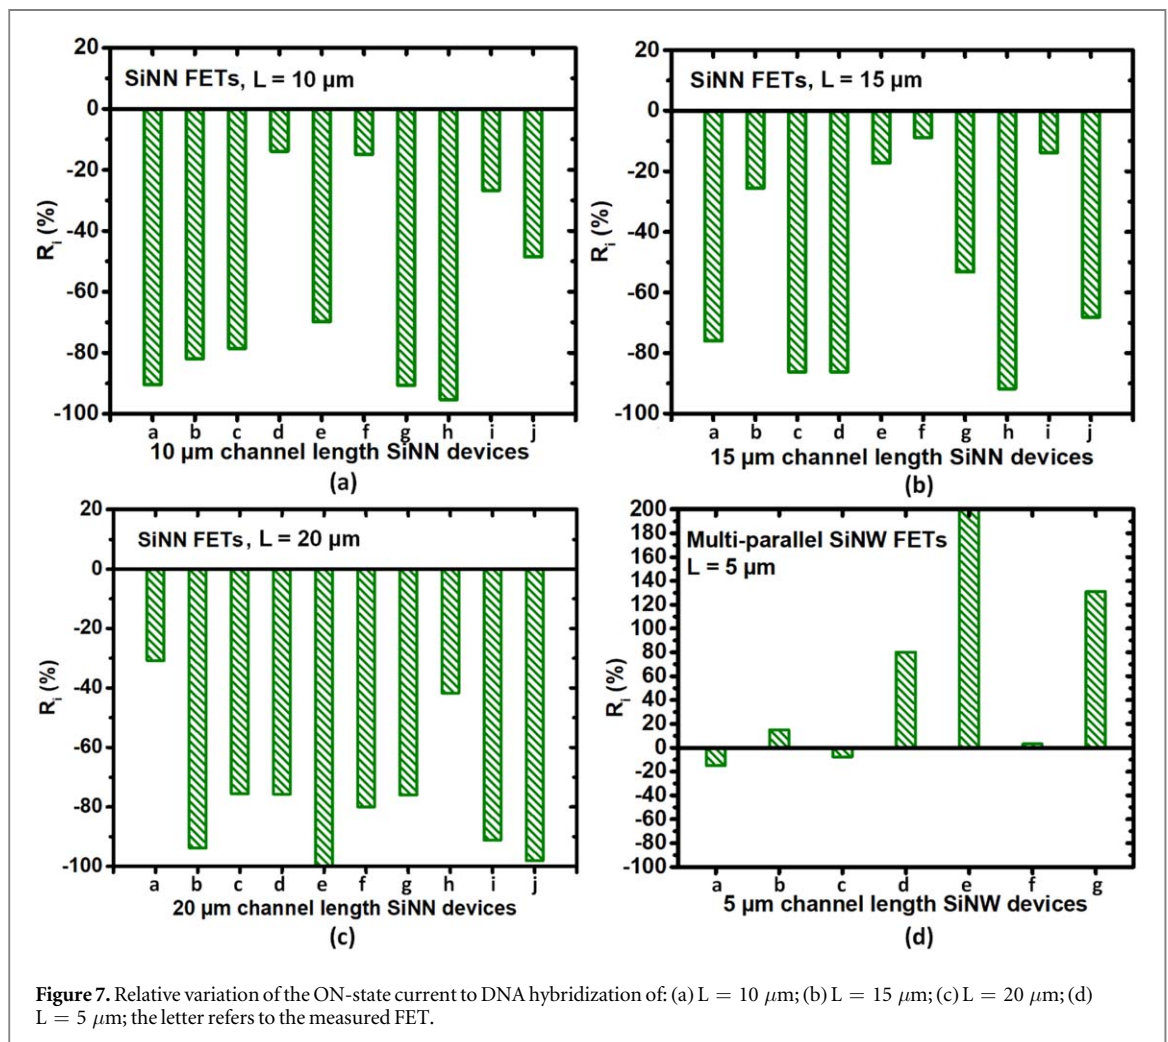 20
0
-20
-40
-60
-80
-100
R_i (%)
SiNN FETs, L = 10 µm
a b c d e f g h i j
10 µm channel length SiNN devices
(a)
20
0
-20
-40
-60
-80
-100
R_i (%)
SiNN FETs, L = 15 µm
a b c d e f g h i j
15 µm channel length SiNN devices
(b)
20
0
-20
-40
-60
-80
-100
R_i (%)
SiNN FETs, L = 20 µm
a b c d e f g h i j
20 µm channel length SiNN devices
(c)
200
180
160
140
120
100
80
60
40
20
0
-20
-40
-60
-80
-100
R_i (%)
Multi-parallel SiNW FETs
L = 5 µm
a b c d e f g
5 µm channel length SiNW devices
(d)
Figure 7. Relative variation of the ON-state current to DNA hybridization of: (a) L = 10 µm; (b) L = 15 µm; (c) L = 20 µm; (d)
L = 5 µm; the letter refers to the measured FET.